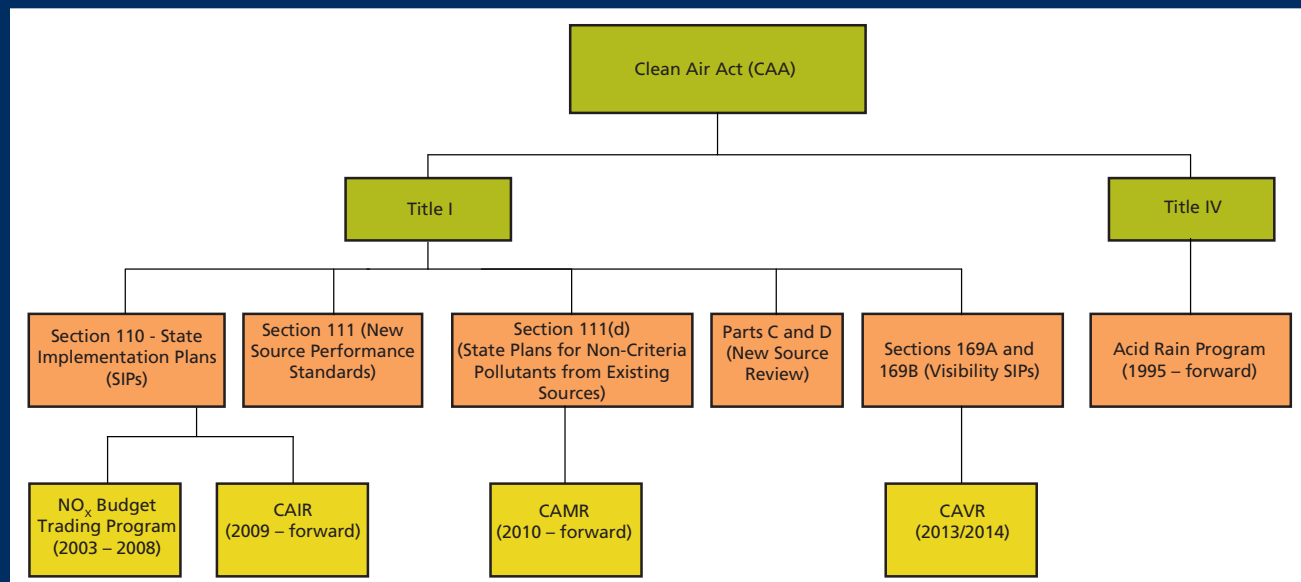 Clean Air Act (CAA)
Title I
Title IV
Section 110 - State
Implementation Plans
(SIPs)
Section 111 (New
Source Performance
Standards)
Section 111(d)
(State Plans for Non-Criteria
Pollutants from Existing
Sources)
Parts C and D
(New Source
Review)
Sections 169A and
169B (Visibility SIPs)
Acid Rain Program
(1995 – forward)
NOx Budget
Trading Program
(2003 – 2008)
CAIR
(2009 – forward)
CAMR
(2010 – forward)
CAVR
(2013/2014)